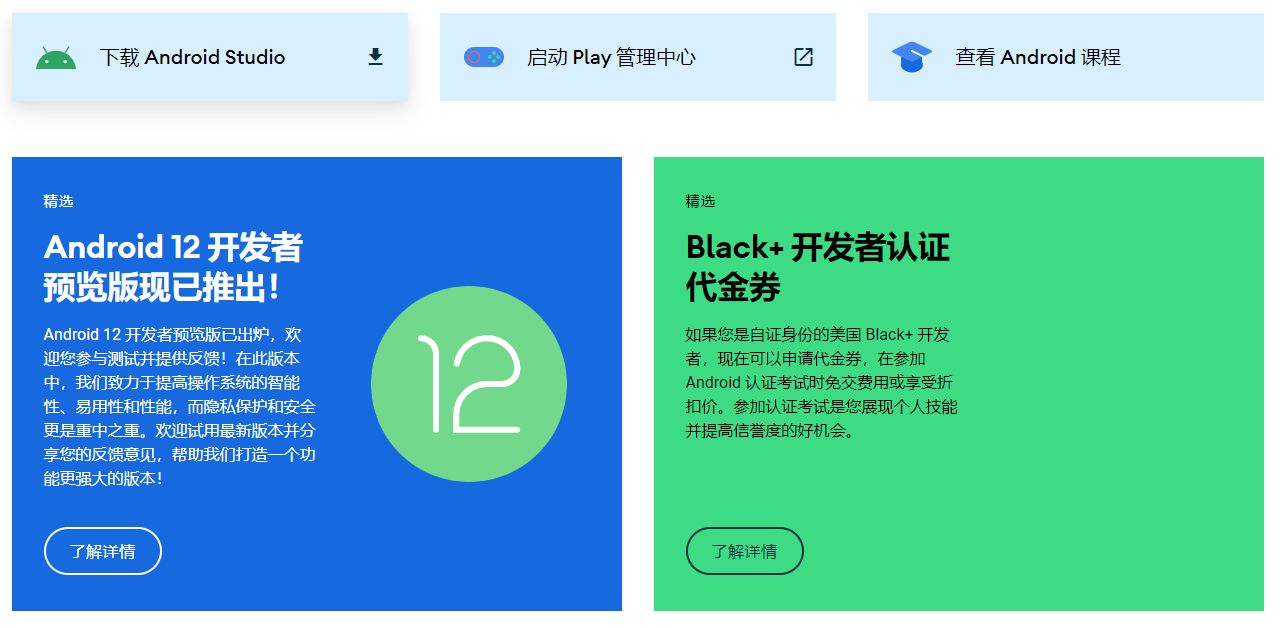 下载 Android Studio
启动 Play 管理中心
查看 Android 课程
精选
Android 12 开发者
预览版现已推出！
Android 12 开发者预览版已出炉，欢
迎您参与测试并提供反馈！在此版本
中，我们致力于提高操作系统的智能
性、易用性和性能，而隐私保护和安全
更是重中之重。欢迎试用最新版本并分
享您的反馈意见，帮助我们打造一个功
能更强大的版本！
了解详情
12
精选
Black+ 开发者认证
代金券
如果您是自证身份的美国 Black+ 开发
者，现在可以申请代金券，在参加
Android 认证考试时免交费用或享受折
扣价。参加认证考试是您展现个人技能
并提高信誉度的好机会。
了解详情